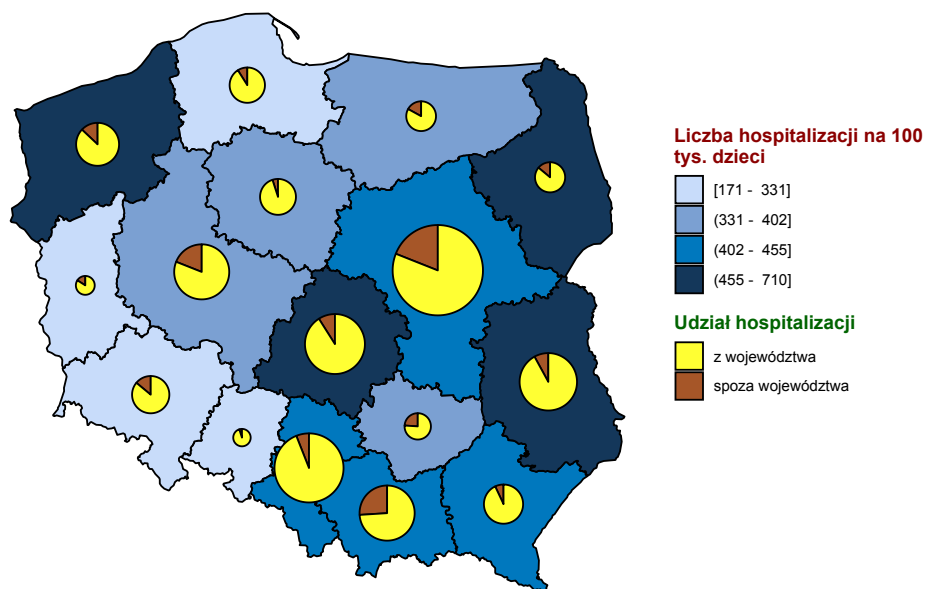 Liczba hospitalizacji na 100
tys. dzieci
[171 - 331]
(331 - 402]
(402 - 455]
(455 - 710]
Udział hospitalizacji
z województwa
spoza województwa